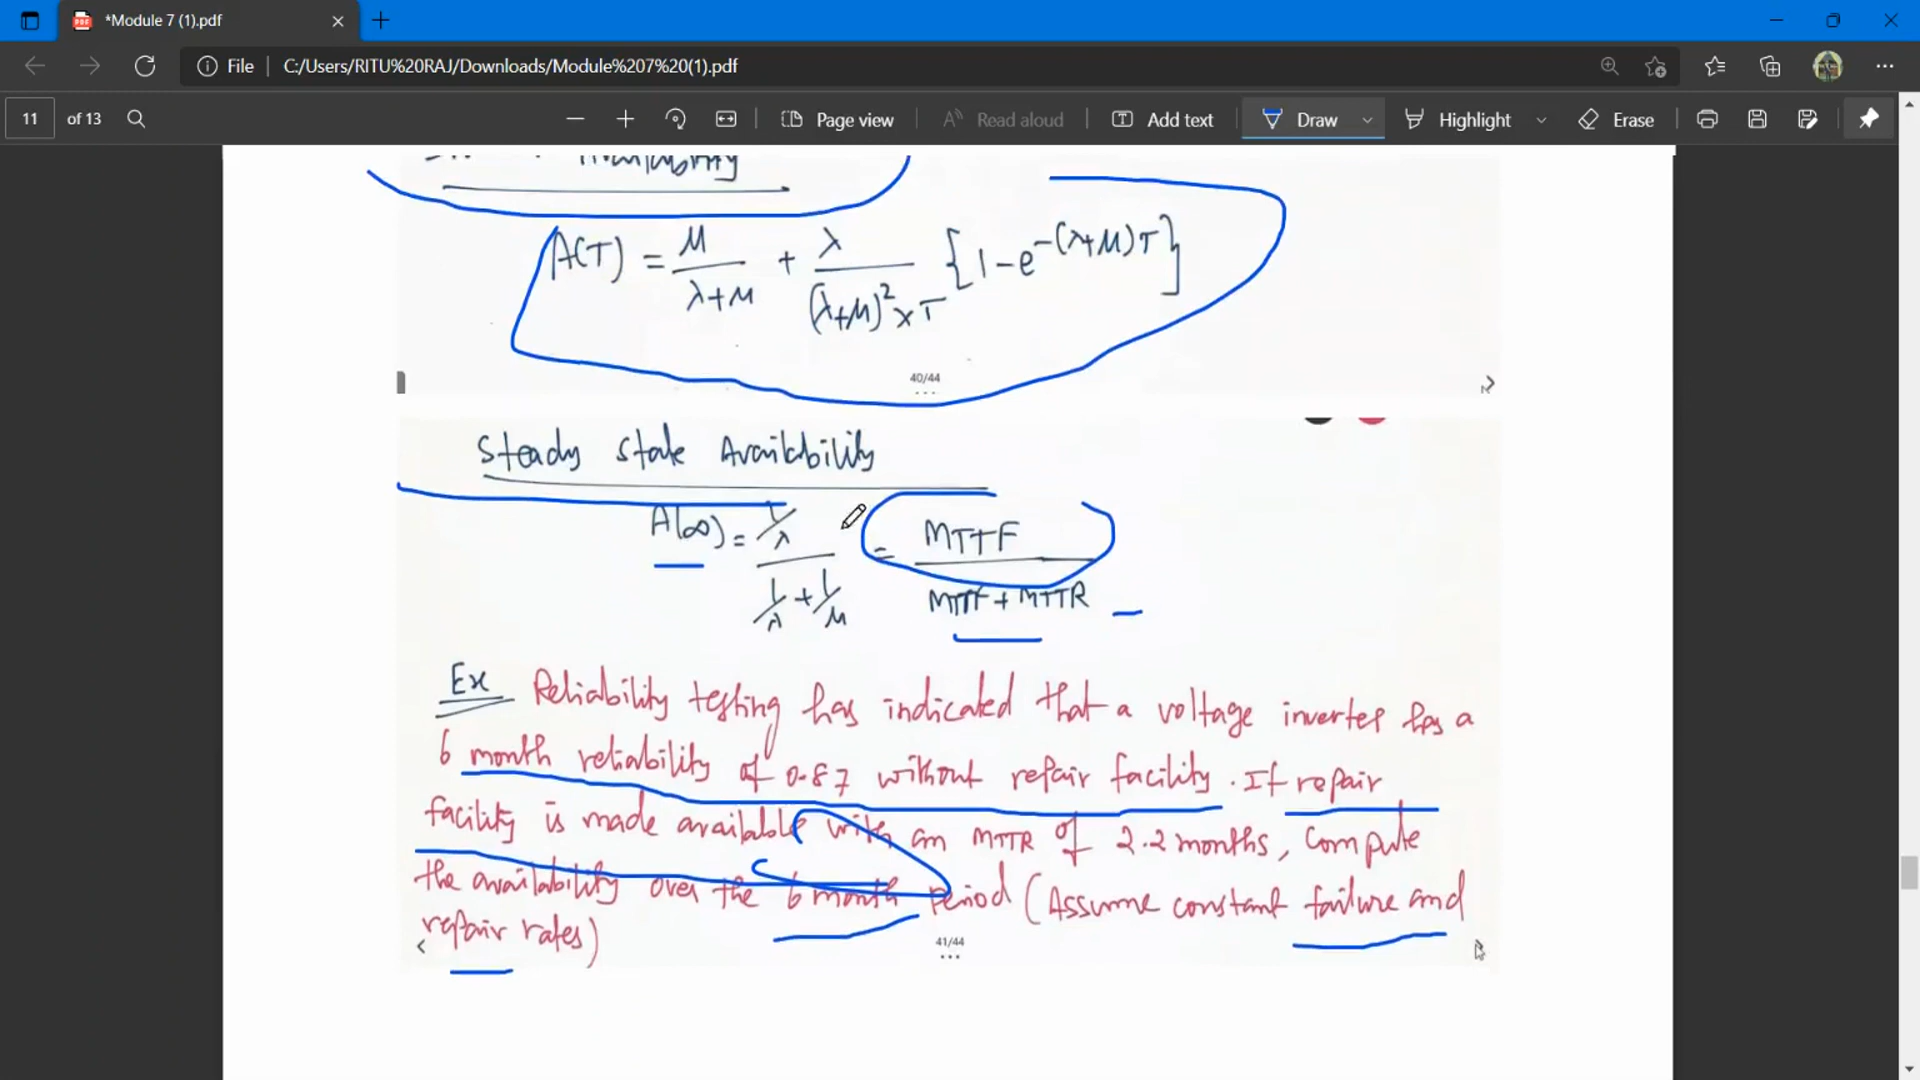 *Module 7 (1).pdf
File C:/Users/RITU%20RAJ/Downloads/Module%207%20(1).pdf
11 of 13 Page view Read aloud Add text Draw Highlight Erase
Availability
A(T) = μ/(λ+μ) + λ/((λ+μ)²×T) {1-e^-(λ+μ)T}
40/44
Steady State Availability
A(∞) = (1/λ)/(1/λ + 1/μ) = MTTF/(MTTF + MTTR)
Ex Reliability testing has indicated that a voltage inverter has a
6 month reliability of 0.87 without repair facility. If repair
facility is made available with an MTTR of 2.2 months, compute
the availability over the 6 month period (Assume constant failure and
repair rates)
41/44